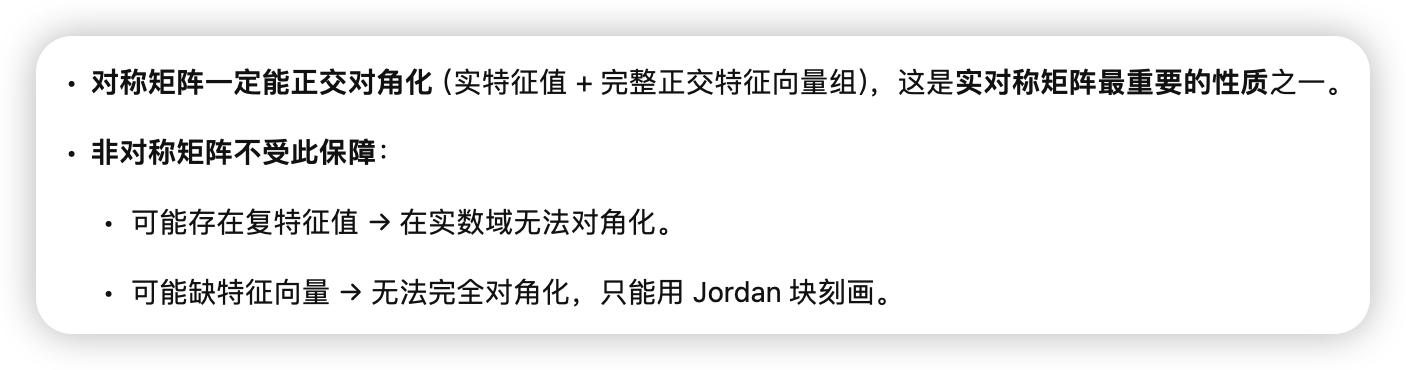 • 对称矩阵一定能正交对角化 (实特征值 + 完整正交特征向量组)，这是实对称矩阵最重要的性质之一。
• 非对称矩阵不受此保障：
• 可能存在复特征值 → 在实数域无法对角化。
• 可能缺特征向量 → 无法完全对角化，只能用 Jordan 块刻画。